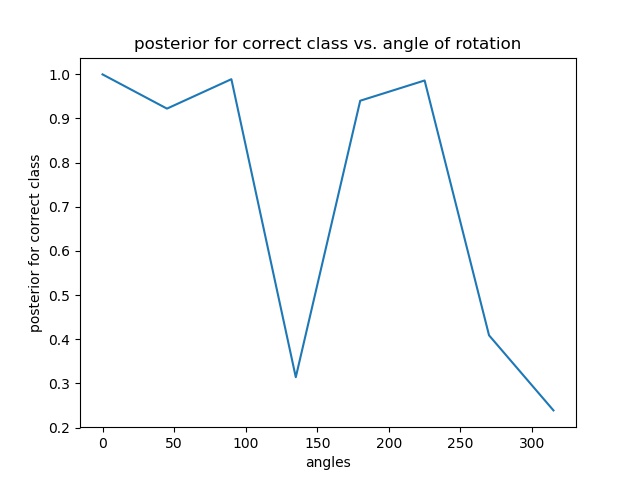 posterior for correct class vs. angle of rotation
1.0
0.9
0.8
0.7
0.6
0.5
0.4
0.3
0.2
posterior for correct class
0 50 100 150 200 250 300
angles